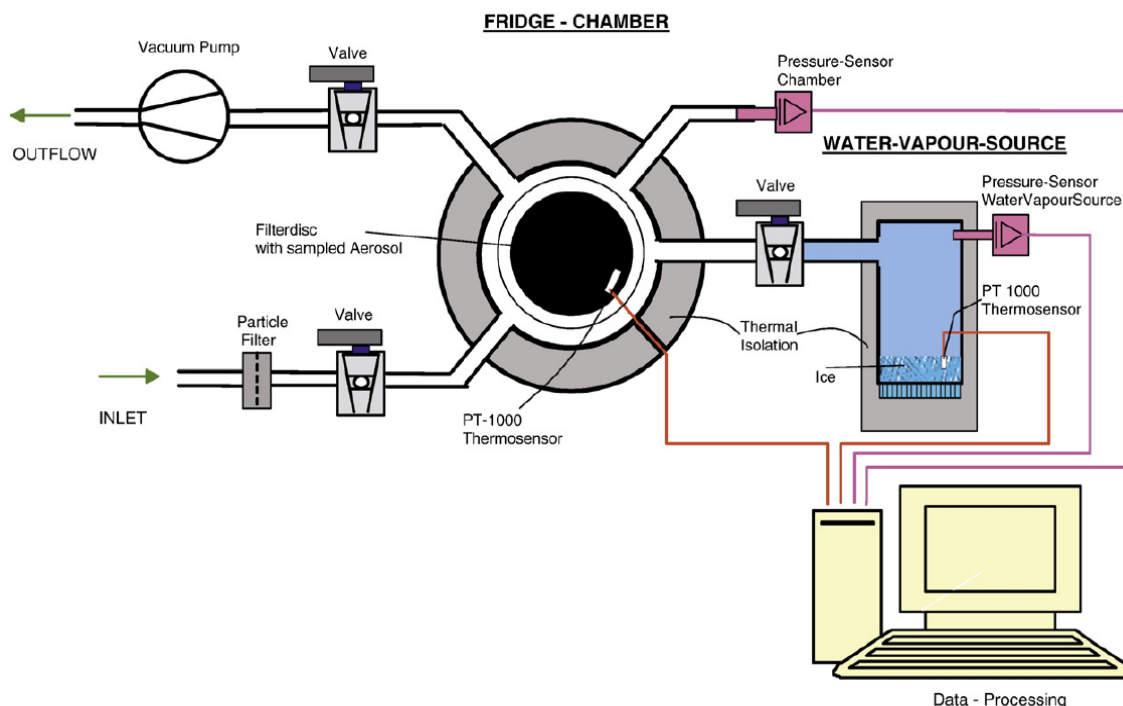 FRIDGE - CHAMBER
Vacuum Pump
Valve
Pressure-Sensor
Chamber
OUTFLOW
WATER-VAPOUR-SOURCE
Valve
Pressure-Sensor
WaterVapourSource
Filterdisc
with sampled Aerosol
PT 1000
Thermosensor
Particle
Filter
Valve
Thermal
Isolation
Ice
INLET
PT-1000
Thermosensor
Data - Processing